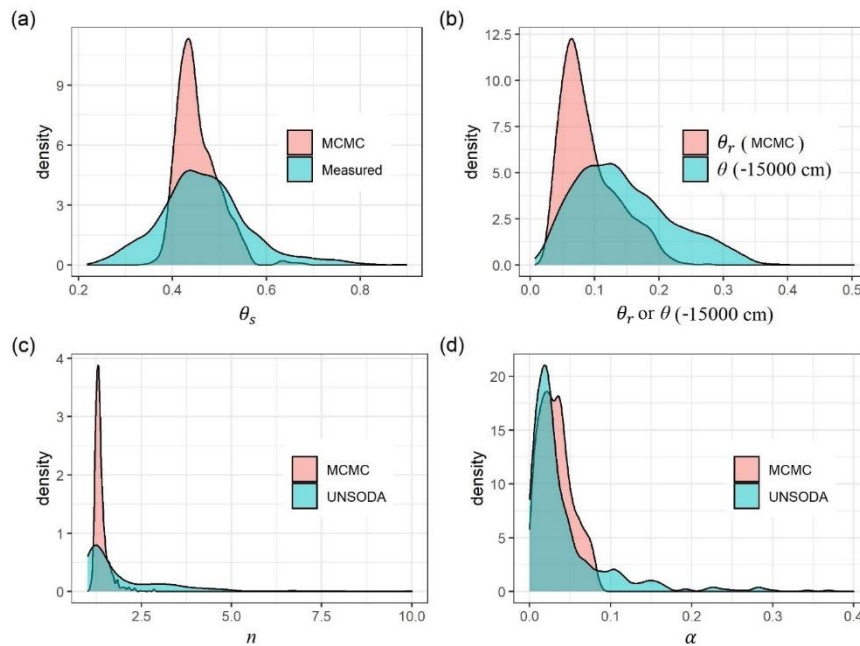 (a)
density
9
6
3
0
0.2 0.4 0.6 0.8
θs
MCMC
Measured
(b)
density
12.5
10.0
7.5
5.0
2.5
0.0
0.0 0.1 0.2 0.3 0.4 0.5
θr or θ (-15000 cm)
θr ( MCMC )
θ (-15000 cm)
(c)
density
4
3
2
1
0
2.5 5.0 7.5 10.0
n
MCMC
UNSODA
(d)
density
20
15
10
5
0
0.0 0.1 0.2 0.3 0.4
α
MCMC
UNSODA